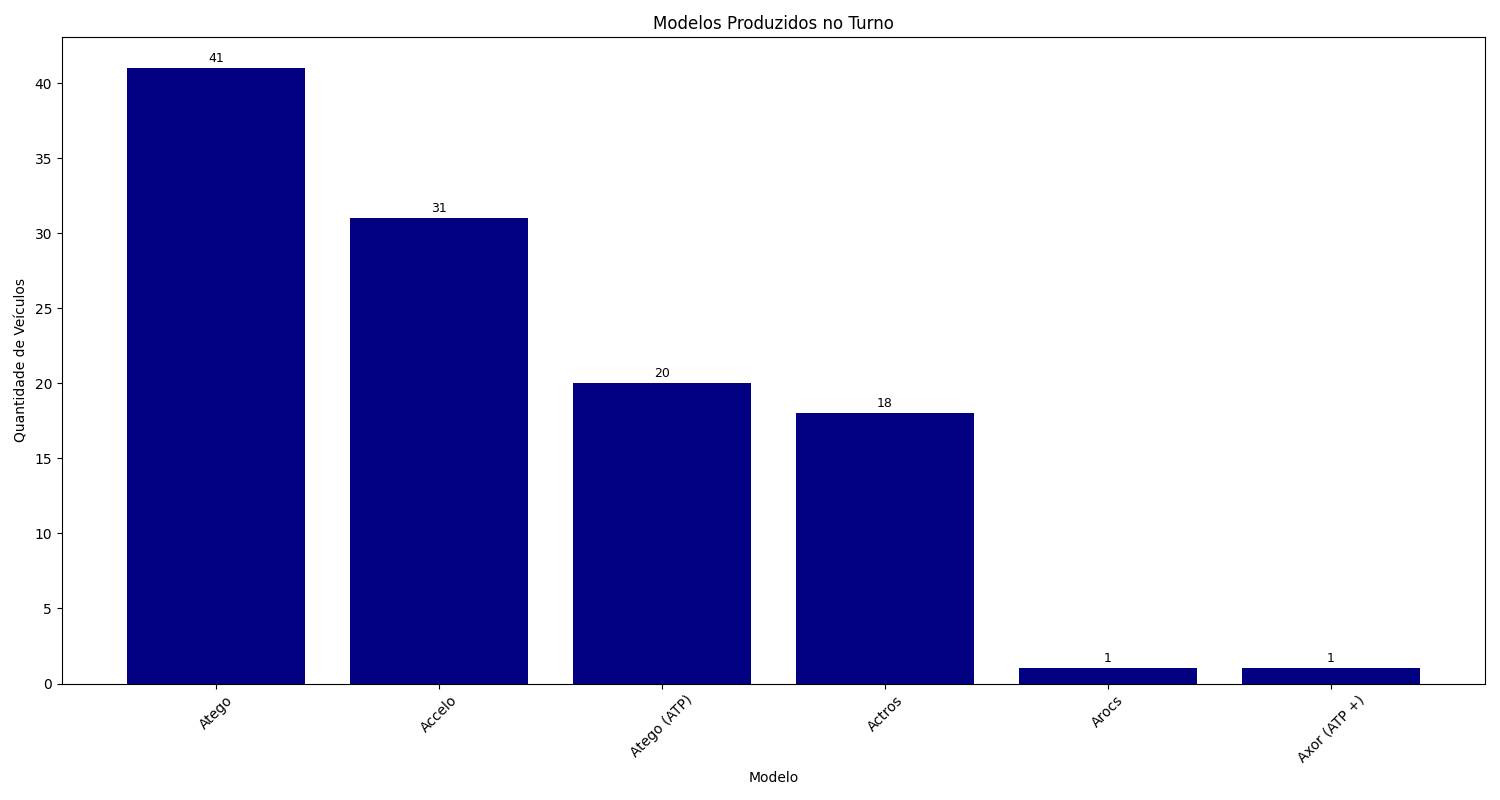 Modelos Produzidos no Turno
41
31
20
18
1
1
40
35
30
25
20
15
10
5
0
Quantidade de Veículos
Atego
Accelo
Atego (ATP)
Actros
Arocs
Axor (ATP +)
Modelo